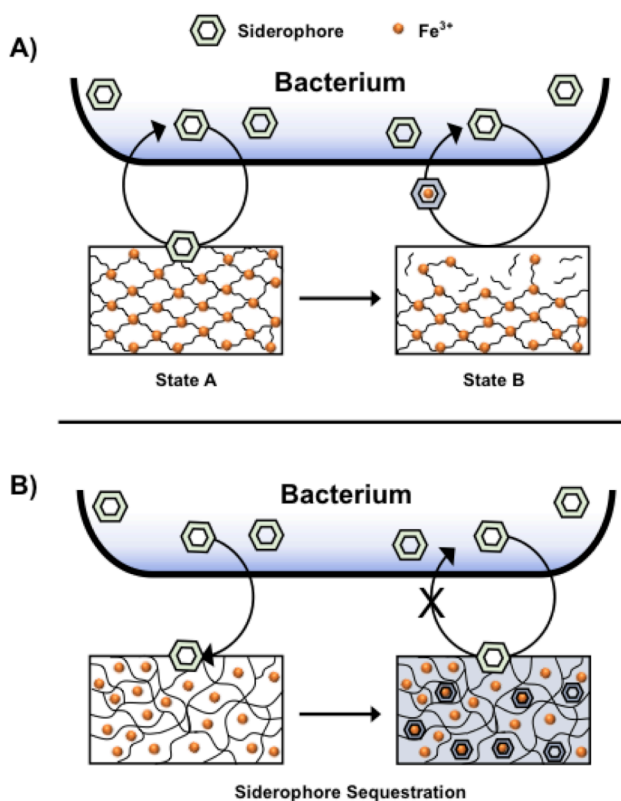 Siderophore Fe³⁺
A)
Bacterium
State A State B
B)
Bacterium
X
Siderophore Sequestration